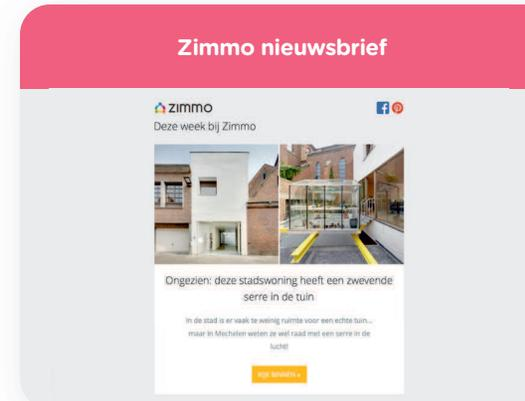 Zimmo nieuwsbrief
zimmo
Deze week bij Zimmo
Ongezien: deze stadswoning heeft een zwevende
serre in de tuin
In de stad is er vaak te weinig ruimte voor een echte tuin...
maar in Mechelen weten ze wel raad met een serre in de
lucht!
KIJK BINNEN »